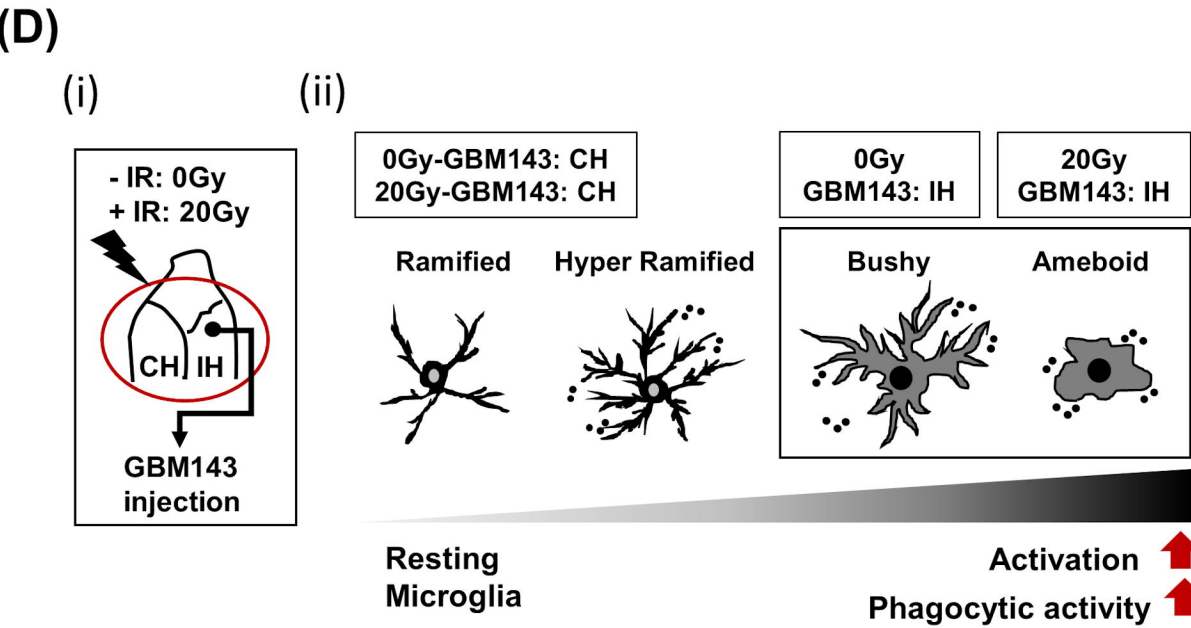 (D)
(i)
- IR: 0Gy
+ IR: 20Gy
CH IH
GBM143
injection
(ii)
0Gy-GBM143: CH
20Gy-GBM143: CH
0Gy
GBM143: IH
20Gy
GBM143: IH
Ramified
Hyper Ramified
Bushy
Ameboid
Resting
Microglia
Activation
Phagocytic activity